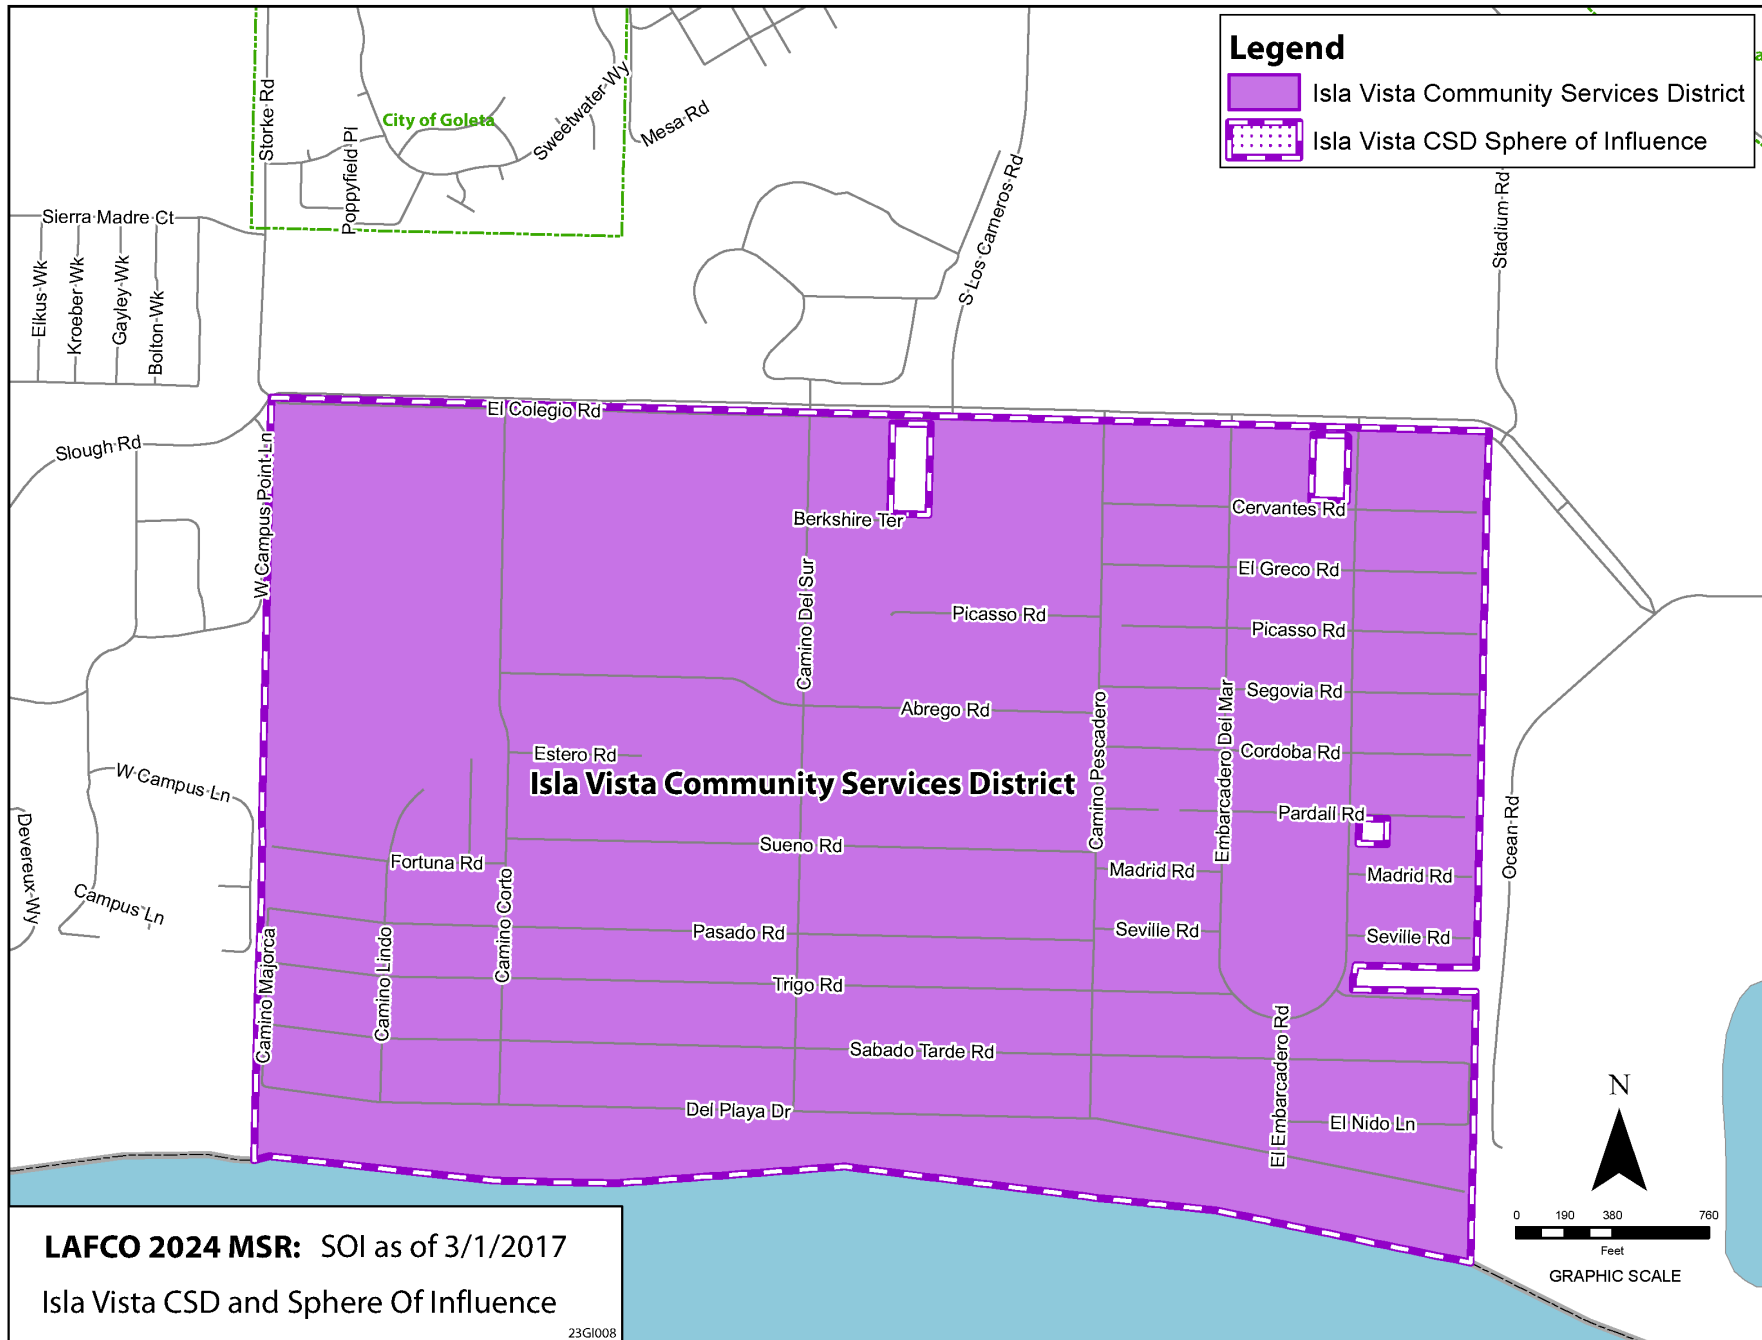 Legend
Isla Vista Community Services District
Isla Vista CSD Sphere of Influence
City of Goleta
Storke Rd
Poppyfield Pl
Sweetwater Wy
Mesa Rd
S Los Carneros Rd
Stadium Rd
Sierra Madre Ct
Elkus Wk
Kroeber Wk
Gayley Wk
Bolton Wk
El Colegio Rd
Slough Rd
W Campus Point Ln
Berkshire Ter
Cervantes Rd
El Greco Rd
Camino Del Sur
Picasso Rd
Picasso Rd
Segovia Rd
Abrego Rd
Camino Pescadero
Embarcadero Del Mar
Cordoba Rd
Estero Rd
Isla Vista Community Services District
W Campus Ln
Pardall Rd
Ocean Rd
Devereux Wy
Sueno Rd
Fortuna Rd
Madrid Rd
Madrid Rd
Campus Ln
Camino Corto
Pasado Rd
Seville Rd
Seville Rd
Camino Majorca
Camino Lindo
Trigo Rd
Sabado Tarde Rd
El Embarcadero Rd
Del Playa Dr
El Nido Ln
N
0 190 380 760
Feet
GRAPHIC SCALE
LAFCO 2024 MSR: SOI as of 3/1/2017
Isla Vista CSD and Sphere Of Influence
23GI008